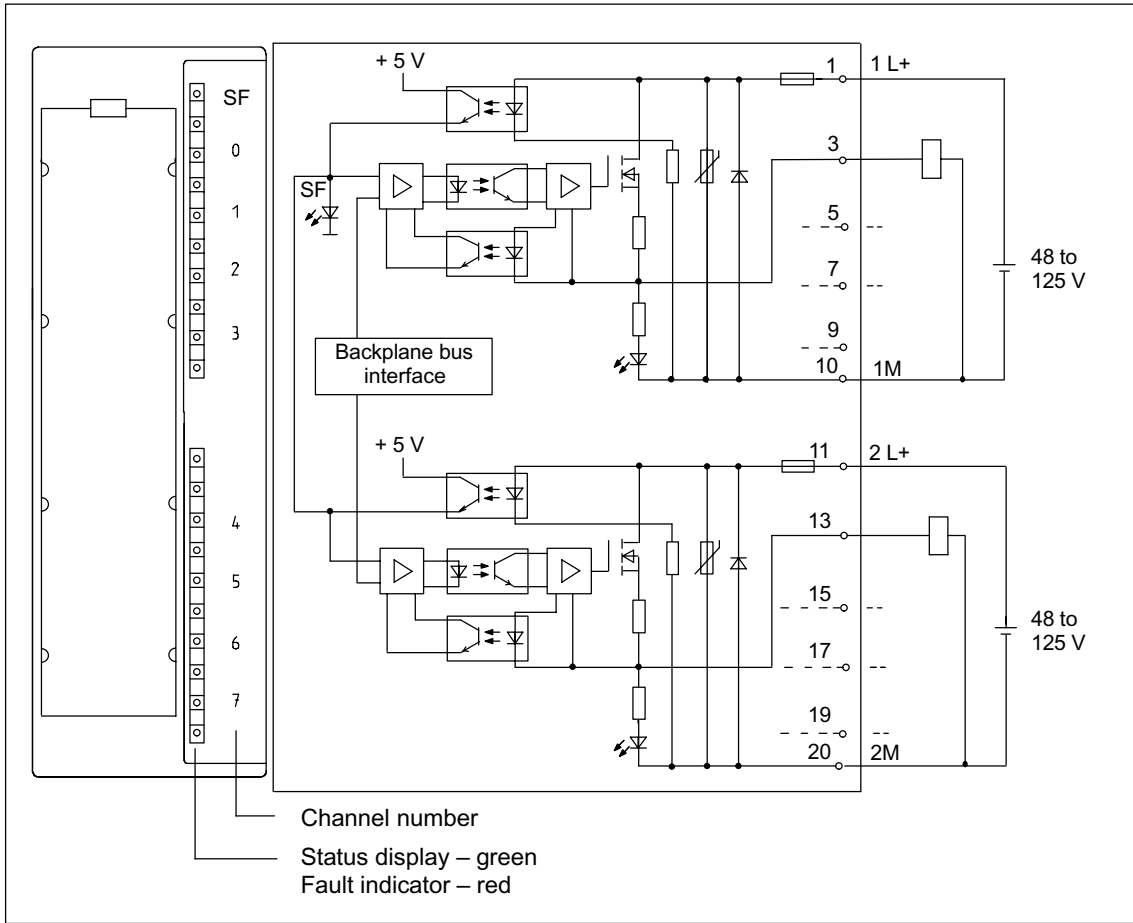 SF
0
1
2
3
4
5
6
7
+ 5 V
SF
Backplane bus
interface
1
1 L+
3
5
7
9
10
1M
48 to
125 V
+ 5 V
11
2 L+
13
15
17
19
20
2M
48 to
125 V
Channel number
Status display – green
Fault indicator – red